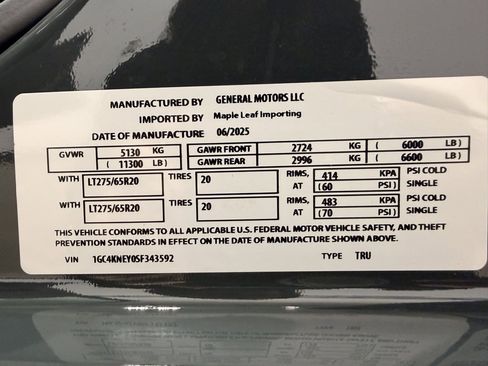 MANUFACTURED BY GENERAL MOTORS LLC
IMPORTED BY Maple Leaf Importing
DATE OF MANUFACTURE 06/2025
GVWR 5130 KG GAWR FRONT 2724 KG ( 6000 LB)
( 11300 LB) GAWR REAR 2996 KG ( 6600 LB)
WITH LT275/65R20 TIRES 20 RIMS, AT 414 KPA PSI COLD
(60 PSI) SINGLE
WITH LT275/65R20 TIRES 20 RIMS, AT 483 KPA PSI COLD
(70 PSI) SINGLE
THIS VEHICLE CONFORMS TO ALL APPLICABLE U.S. FEDERAL MOTOR VEHICLE SAFETY, AND THEFT
PREVENTION STANDARDS IN EFFECT ON THE DATE OF MANUFACTURE SHOWN ABOVE.
VIN 1GC4KNEY0SF343592 TYPE TRU